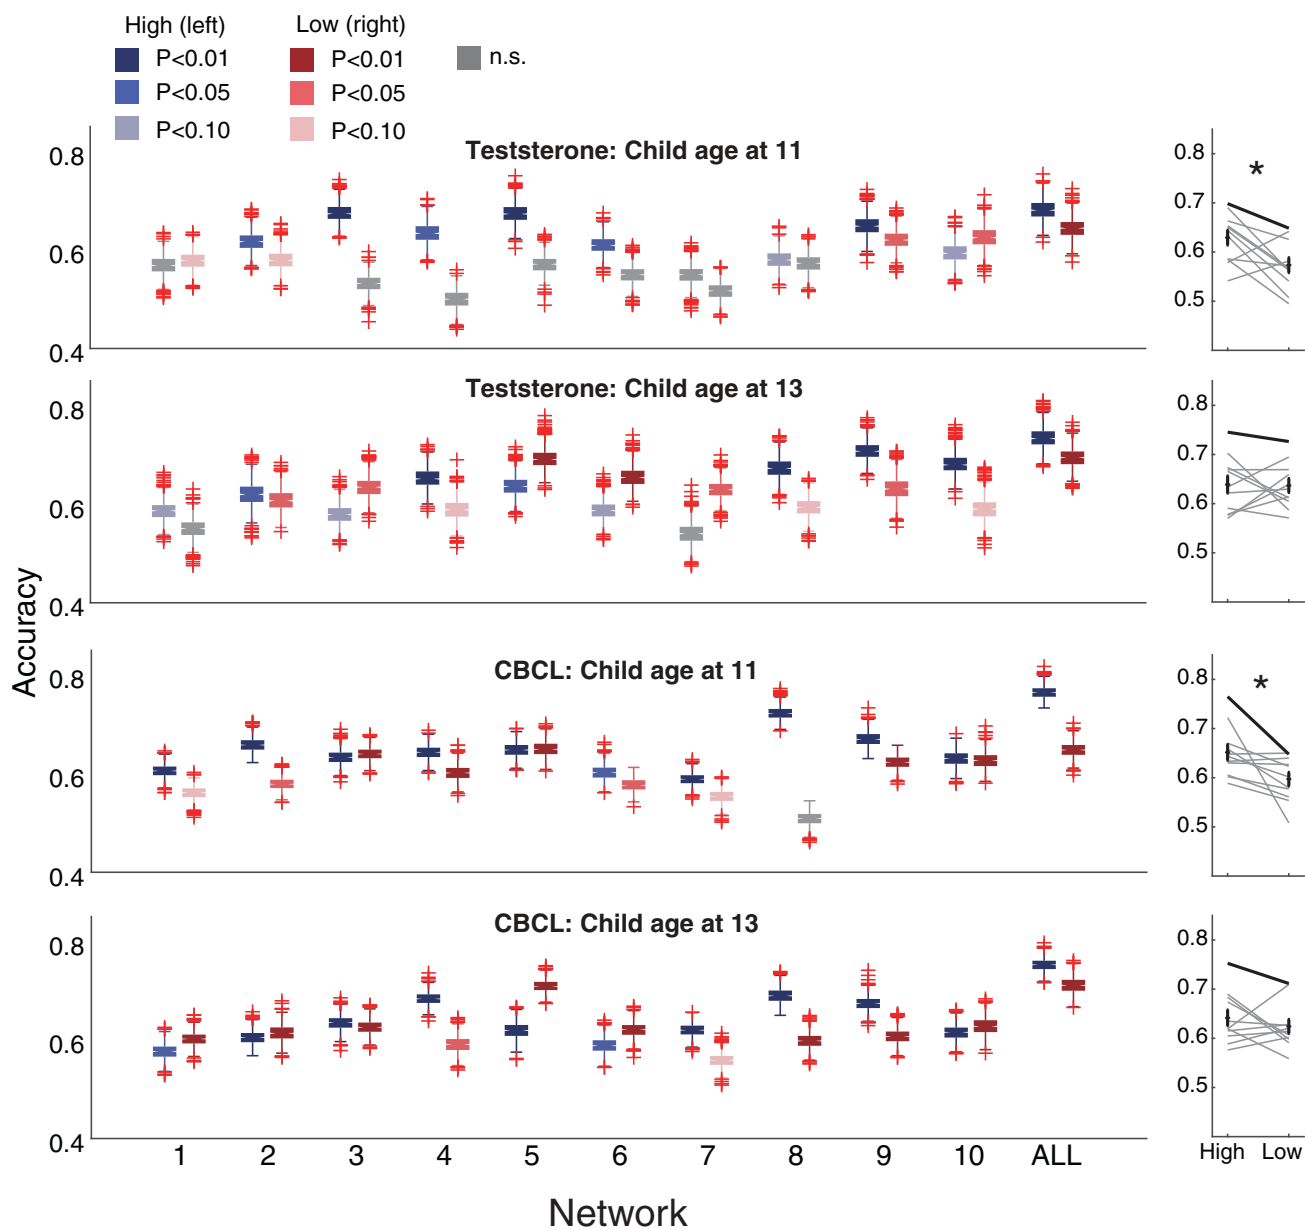 High (left) Low (right)
P<0.01 P<0.01 n.s.
P<0.05 P<0.05
P<0.10 P<0.10
Teststerone: Child age at 11
0.8
0.6
0.4
*
0.8
0.7
0.6
0.5
Teststerone: Child age at 13
0.8
0.6
0.4
0.8
0.7
0.6
0.5
Accuracy
CBCL: Child age at 11
0.8
0.6
0.4
*
0.8
0.7
0.6
0.5
CBCL: Child age at 13
0.8
0.6
0.4
0.8
0.7
0.6
0.5
1 2 3 4 5 6 7 8 9 10 ALL
High Low
Network